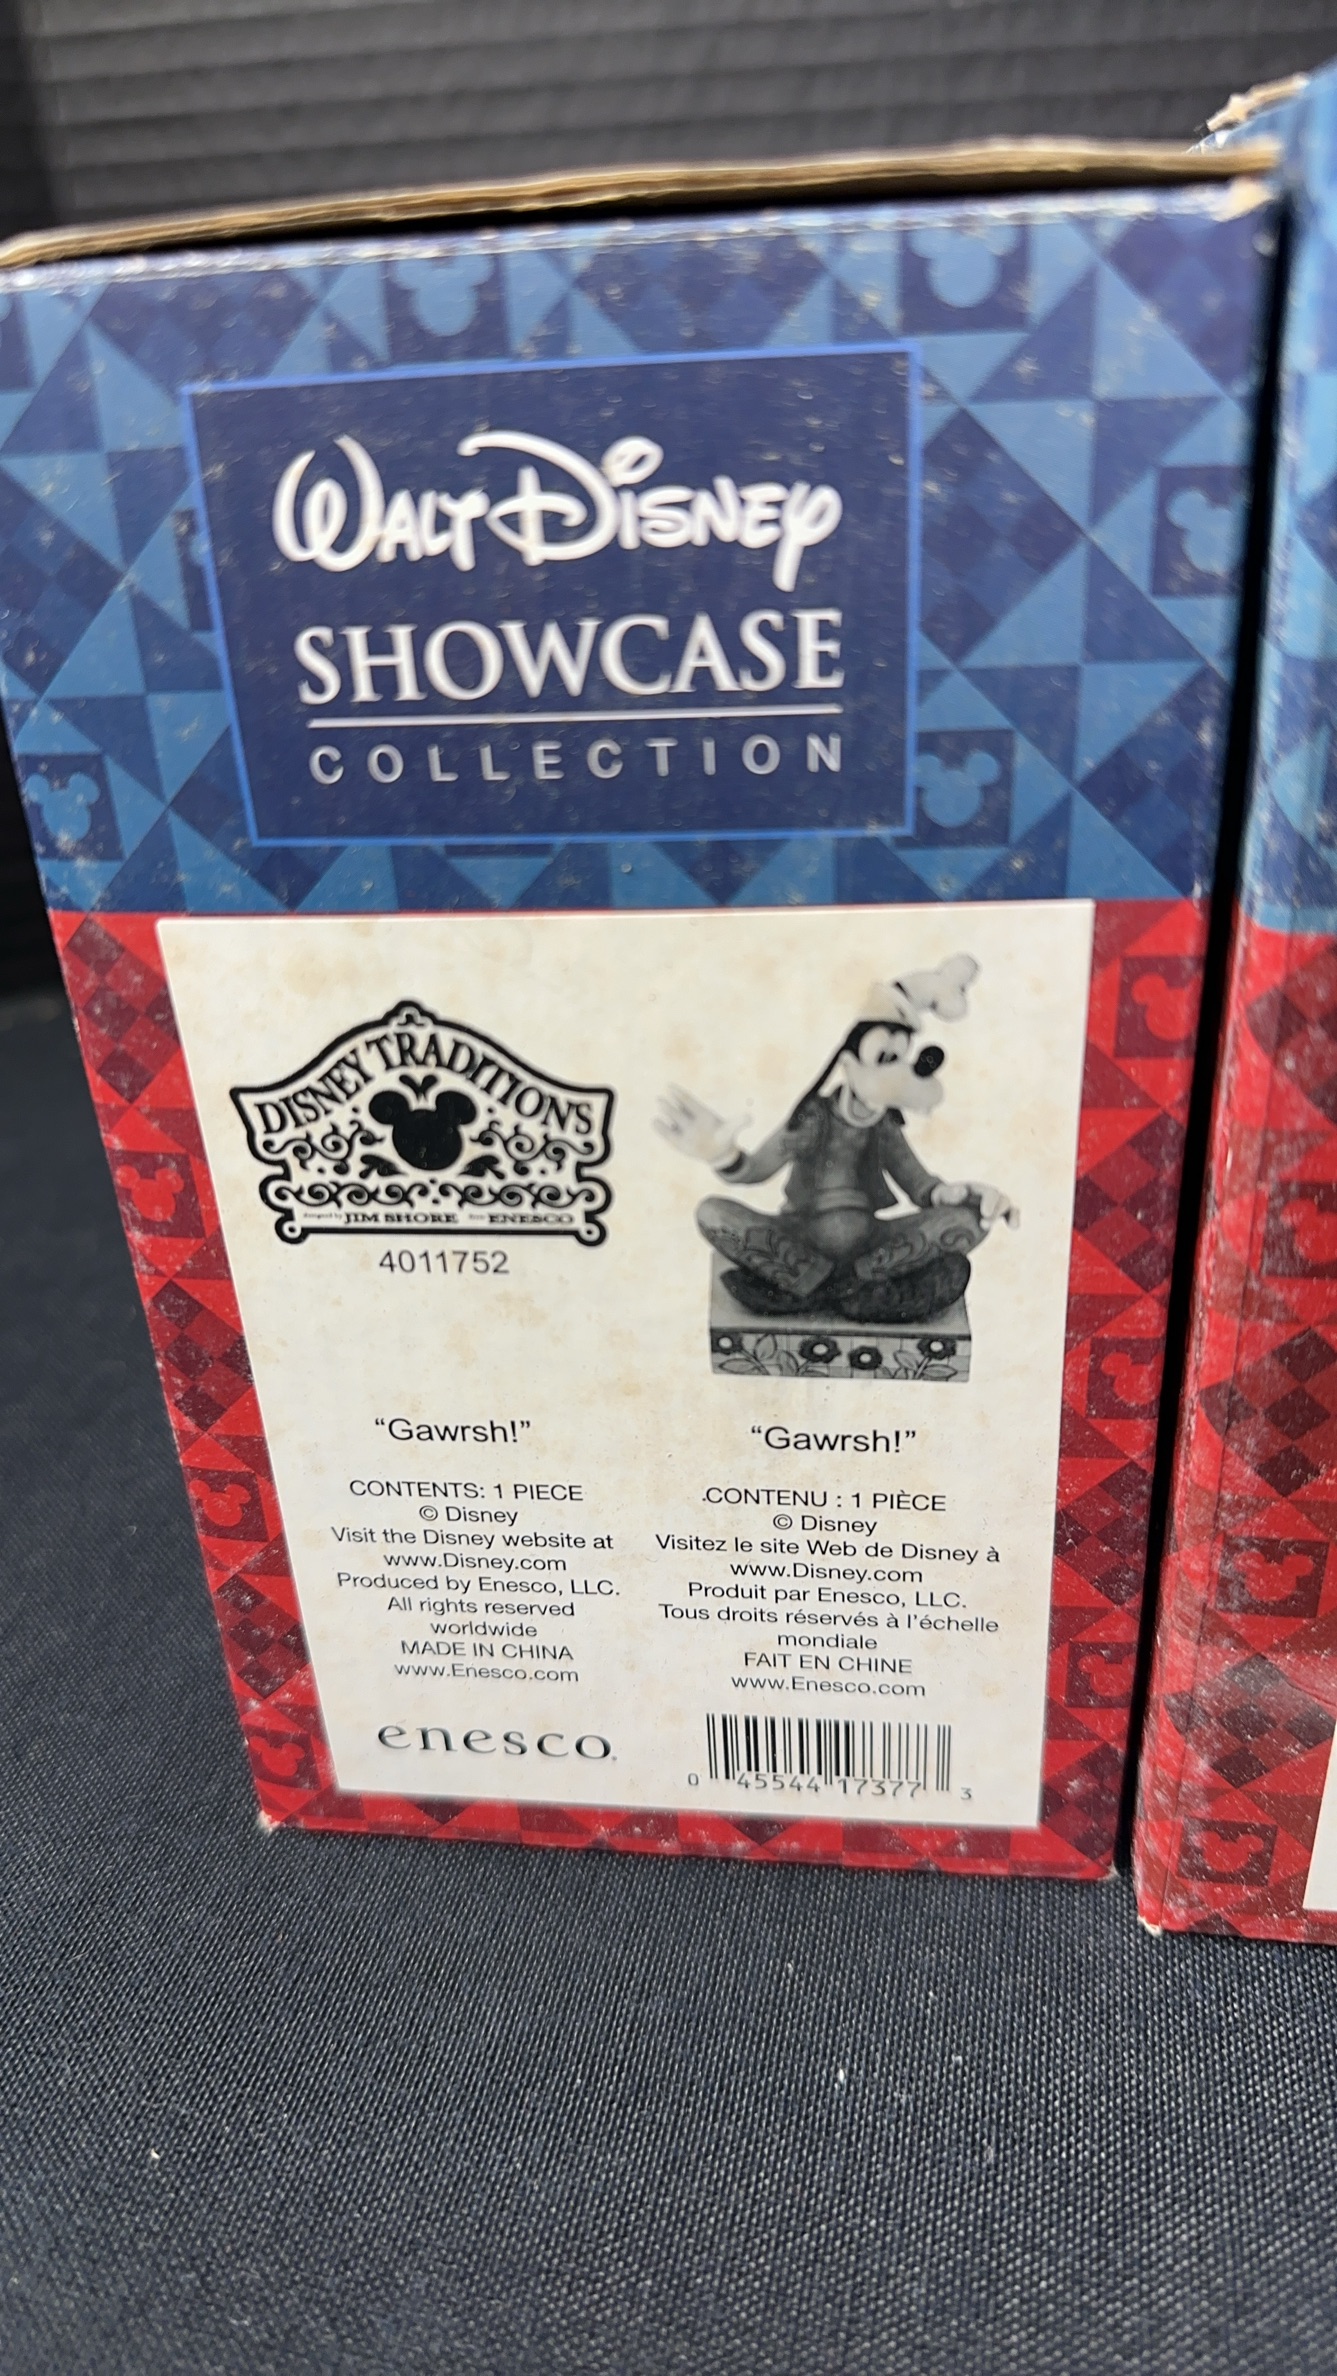 WALT DISNEY
SHOWCASE
COLLECTION
DISNEY TRADITIONS
JIM SHORE
ENESCO
4011752
“Gawrsh!”
CONTENTS: 1 PIECE
© Disney
Visit the Disney website at
www.Disney.com
Produced by Enesco, LLC.
All rights reserved
worldwide
MADE IN CHINA
www.Enesco.com
enesco.
“Gawrsh!”
.CONTENU : 1 PIÈCE
© Disney
Visitez le site Web de Disney à
www.Disney.com
Produit par Enesco, LLC.
Tous droits réservés à l'échelle
mondiale
FAIT EN CHINE
www.Enesco.com
0 45544 17377 3